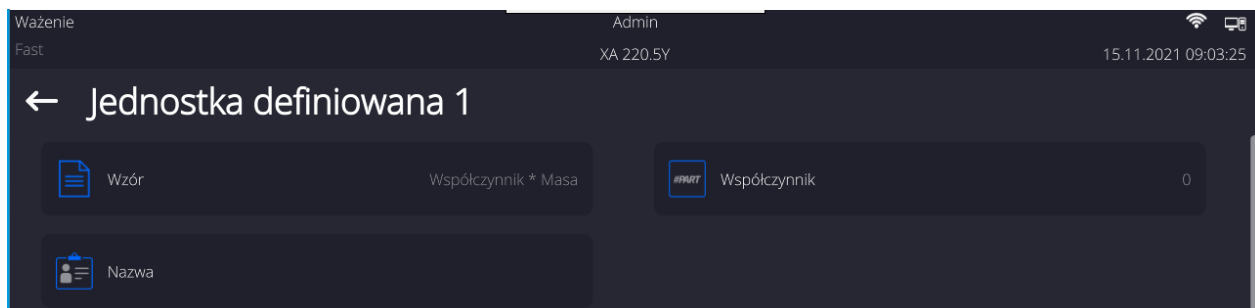 Ważenie Admin
Fast XA 220.5Y 15.11.2021 09:03:25
Jednostka definiowana 1
Wzór Współczynnik * Masa #PART Współczynnik 0
Nazwa